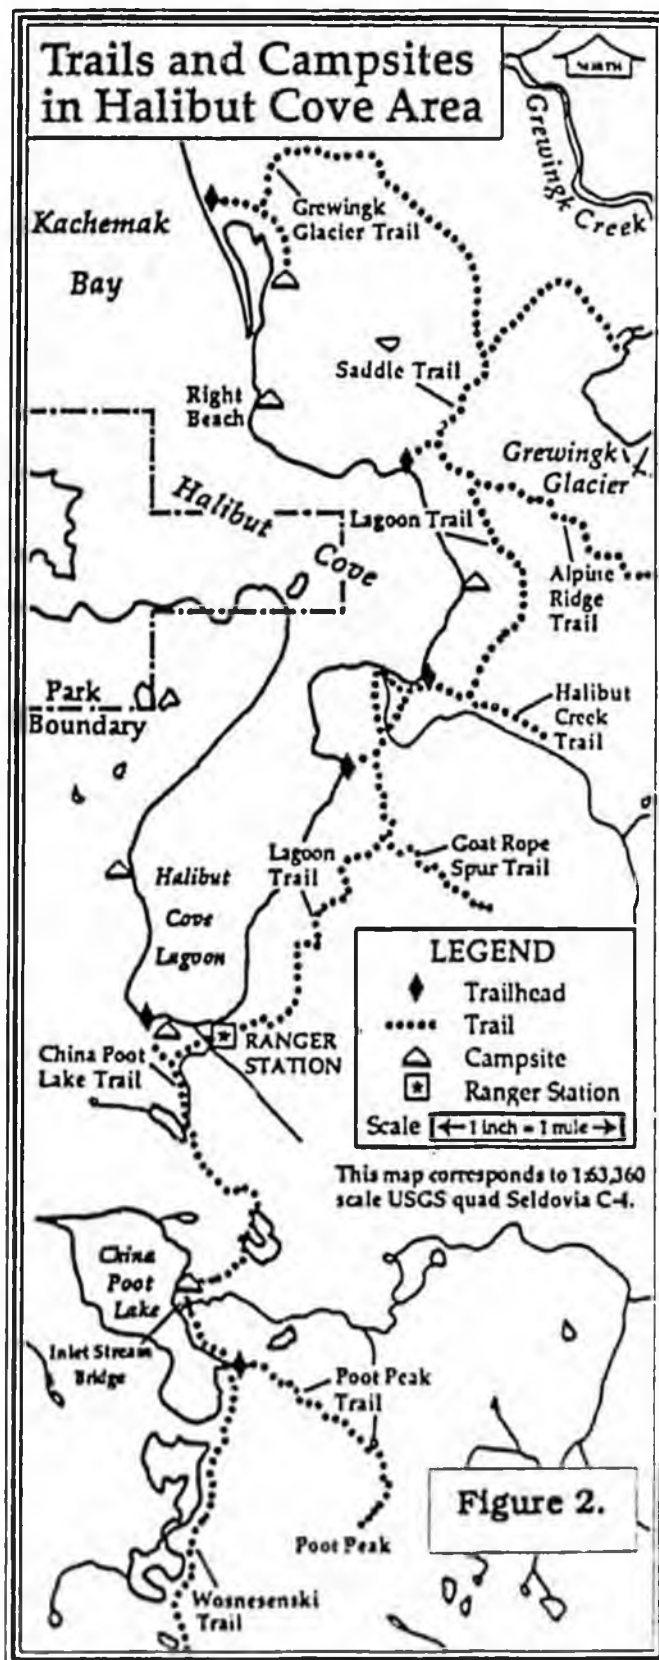 Trails and Campsites
in Halibut Cove Area
NORTH
Grewingk Creek
Kachemak
Bay
Grewingk
Glacier Trail
Saddle Trail
Right
Beach
Grewingk
Glacier
Halibut
Cove
Lagoon Trail
Alpine
Ridge
Trail
Park
Boundary
Halibut
Creek
Trail
Goat Rope
Spur Trail
Lagoon
Trail
Halibut
Cove
Lagoon
LEGEND
Trailhead
Trail
Campsite
Ranger Station
Scale 1 inch = 1 mile
RANGER
STATION
China Poot
Lake Trail
This map corresponds to 1:63,360
scale USGS quad Seldovia C-4.
China
Poot
Lake
Inlet Stream
Bridge
Poot Peak
Trail
Figure 2.
Poot Peak
Wosnesenski
Trail